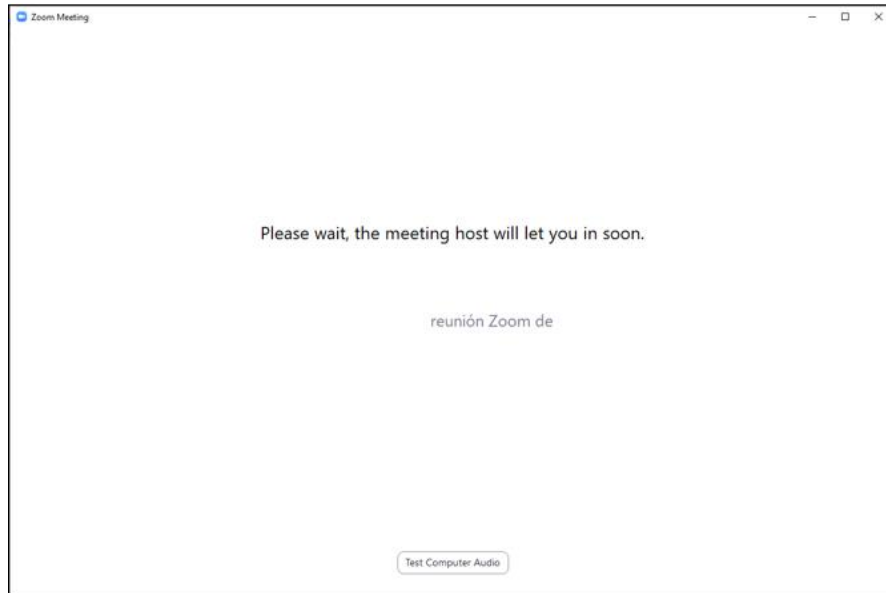 Zoom Meeting
Please wait, the meeting host will let you in soon.
reunión Zoom de
Test Computer Audio